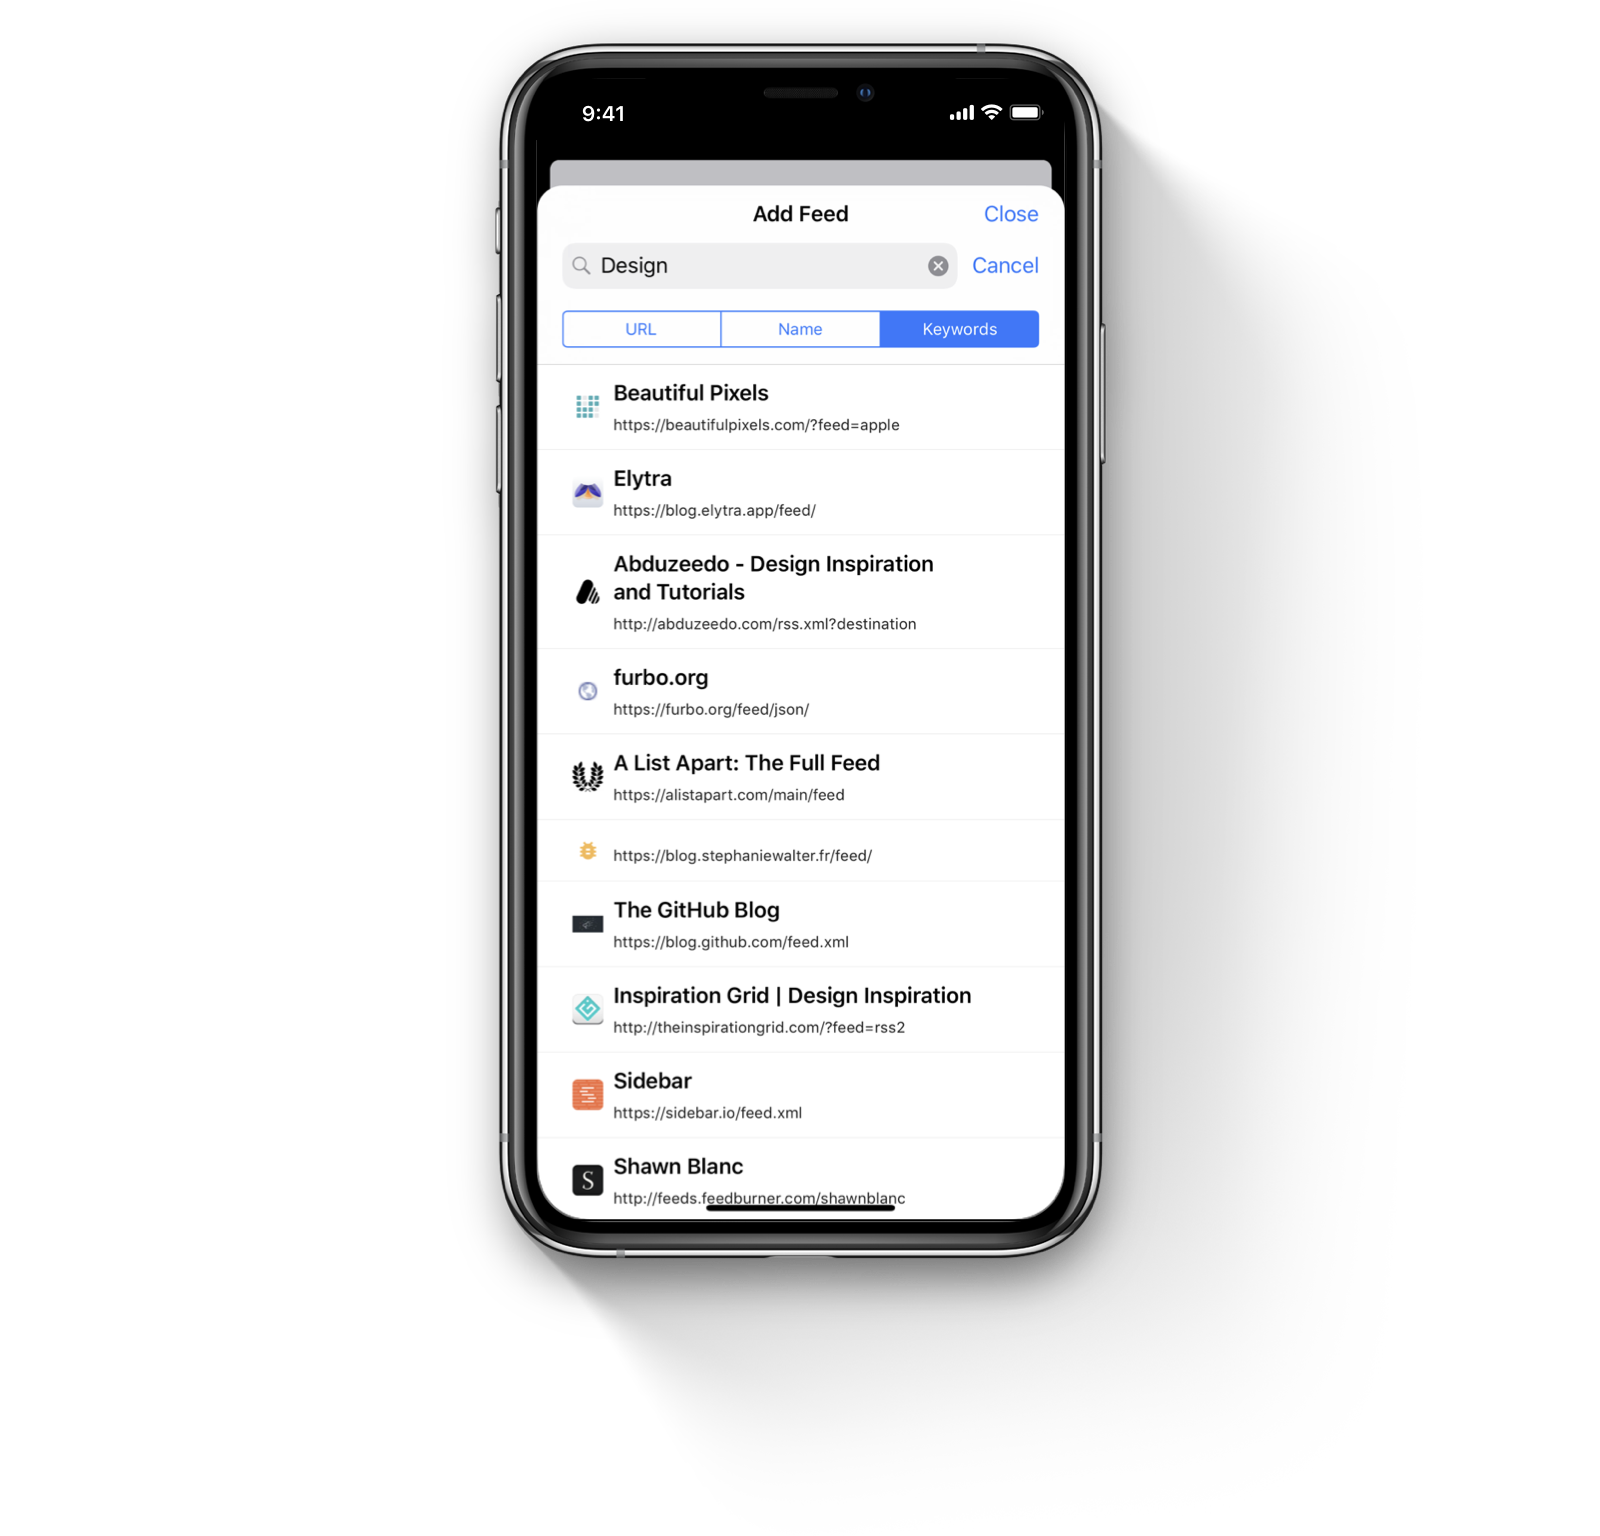 9:41
Add Feed
Close
Design
Cancel
URL
Name
Keywords
Beautiful Pixels
https://beautifulpixels.com/?feed=apple
Elytra
https://blog.elytra.app/feed/
Abduzeedo - Design Inspiration
and Tutorials
http://abduzeedo.com/rss.xml?destination
furbo.org
https://furbo.org/feed/json/
A List Apart: The Full Feed
https://alistapart.com/main/feed
https://blog.stephaniewalter.fr/feed/
The GitHub Blog
https://blog.github.com/feed.xml
Inspiration Grid | Design Inspiration
http://theinspirationgrid.com/?feed=rss2
Sidebar
https://sidebar.io/feed.xml
S
Shawn Blanc
http://feeds.feedburner.com/shawnblanc